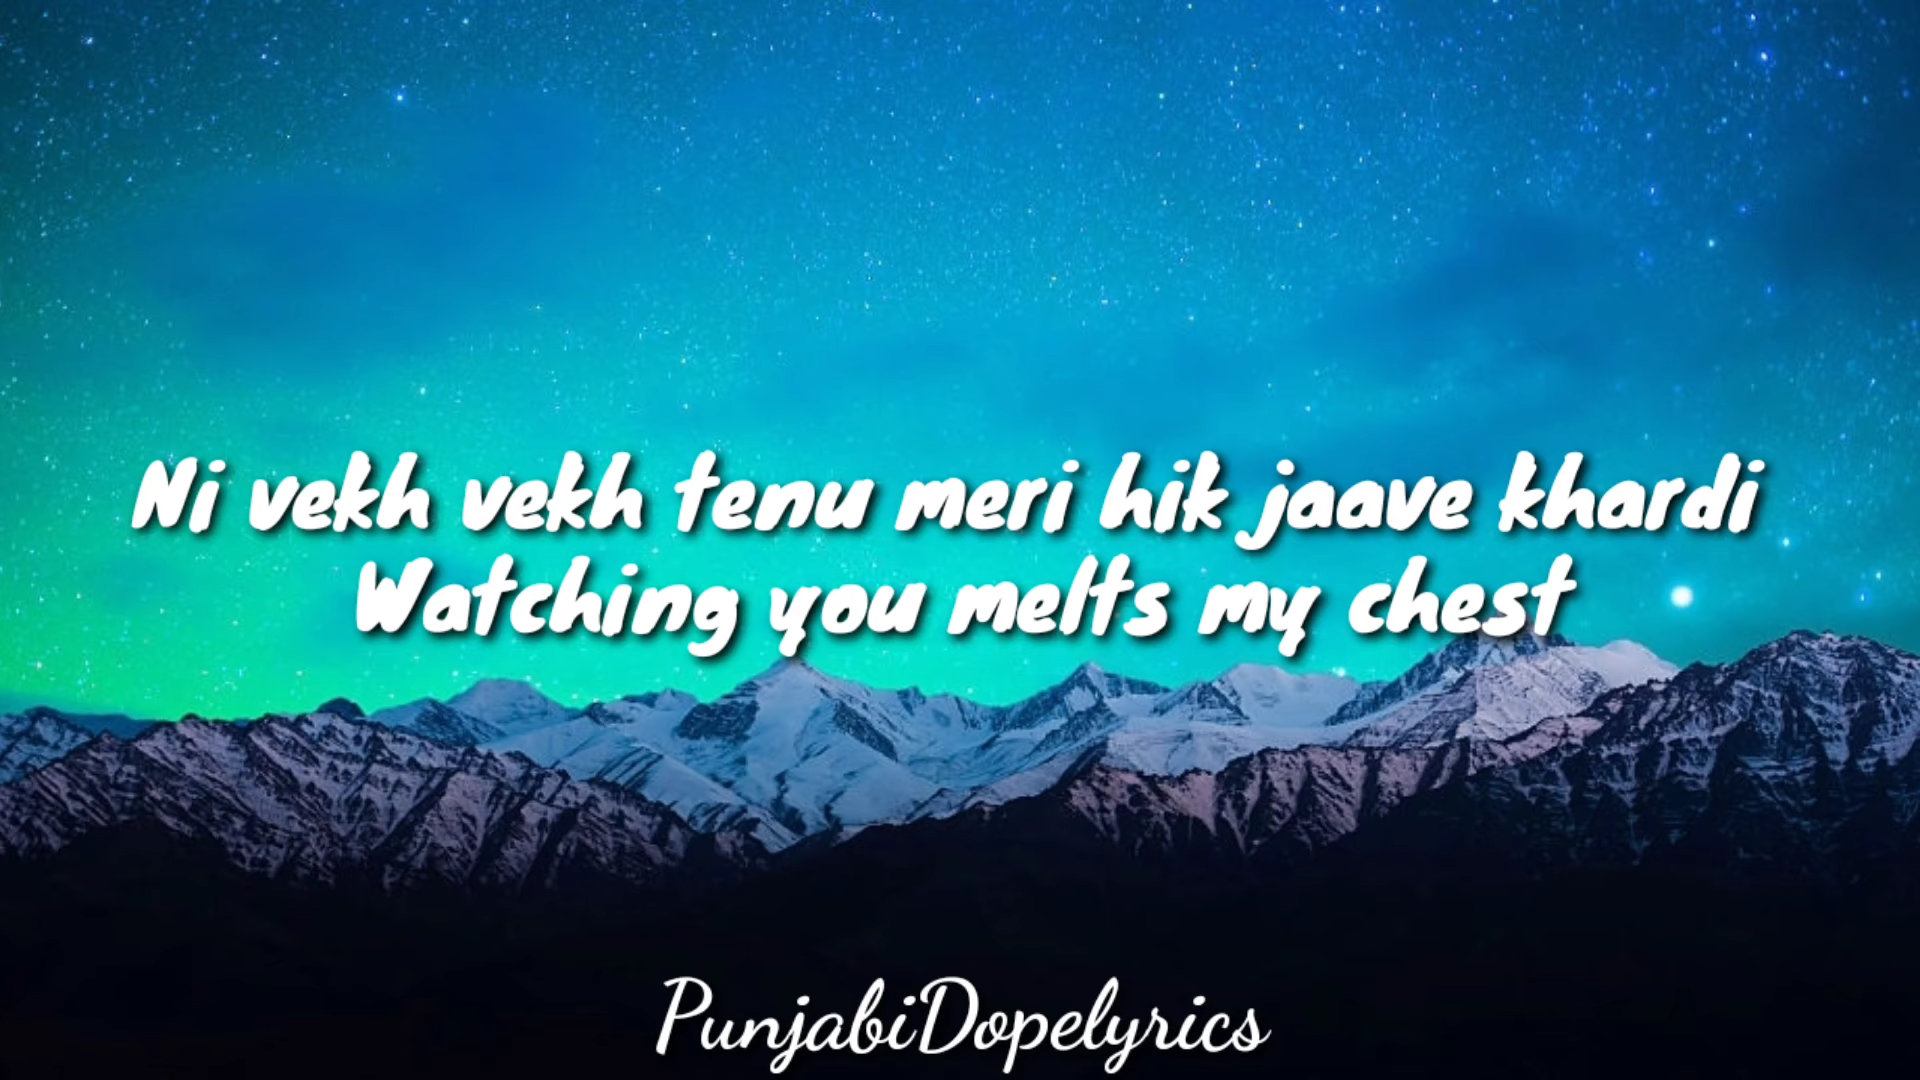 Ni vekh vekh tenu meri hik jaave khardi
Watching you melts my chest
PunjabiDopelyrics